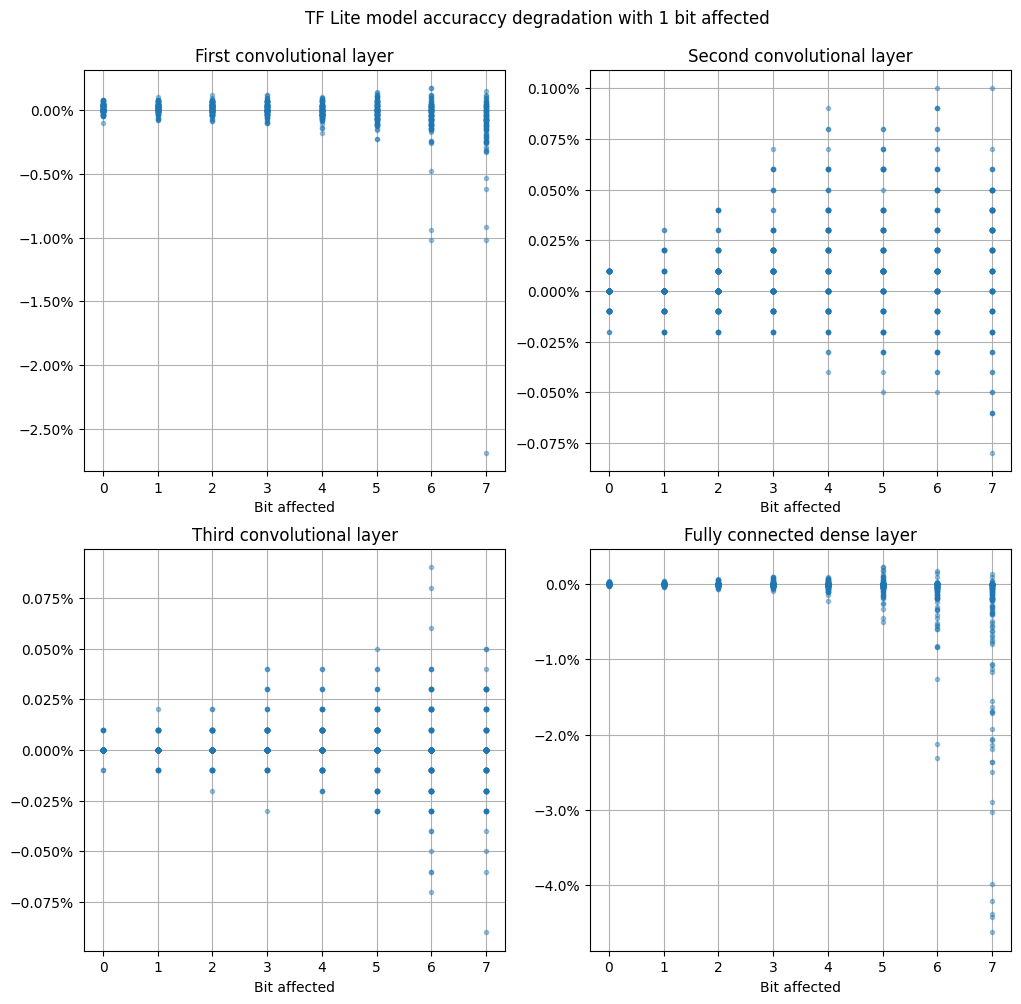 TF Lite model accuraccy degradation with 1 bit affected
First convolutional layer
0.00%
−0.50%
−1.00%
−1.50%
−2.00%
−2.50%
0 1 2 3 4 5 6 7
Bit affected
Second convolutional layer
0.100%
0.075%
0.050%
0.025%
0.000%
−0.025%
−0.050%
−0.075%
0 1 2 3 4 5 6 7
Bit affected
Third convolutional layer
0.075%
0.050%
0.025%
0.000%
−0.025%
−0.050%
−0.075%
0 1 2 3 4 5 6 7
Bit affected
Fully connected dense layer
0.0%
−1.0%
−2.0%
−3.0%
−4.0%
0 1 2 3 4 5 6 7
Bit affected